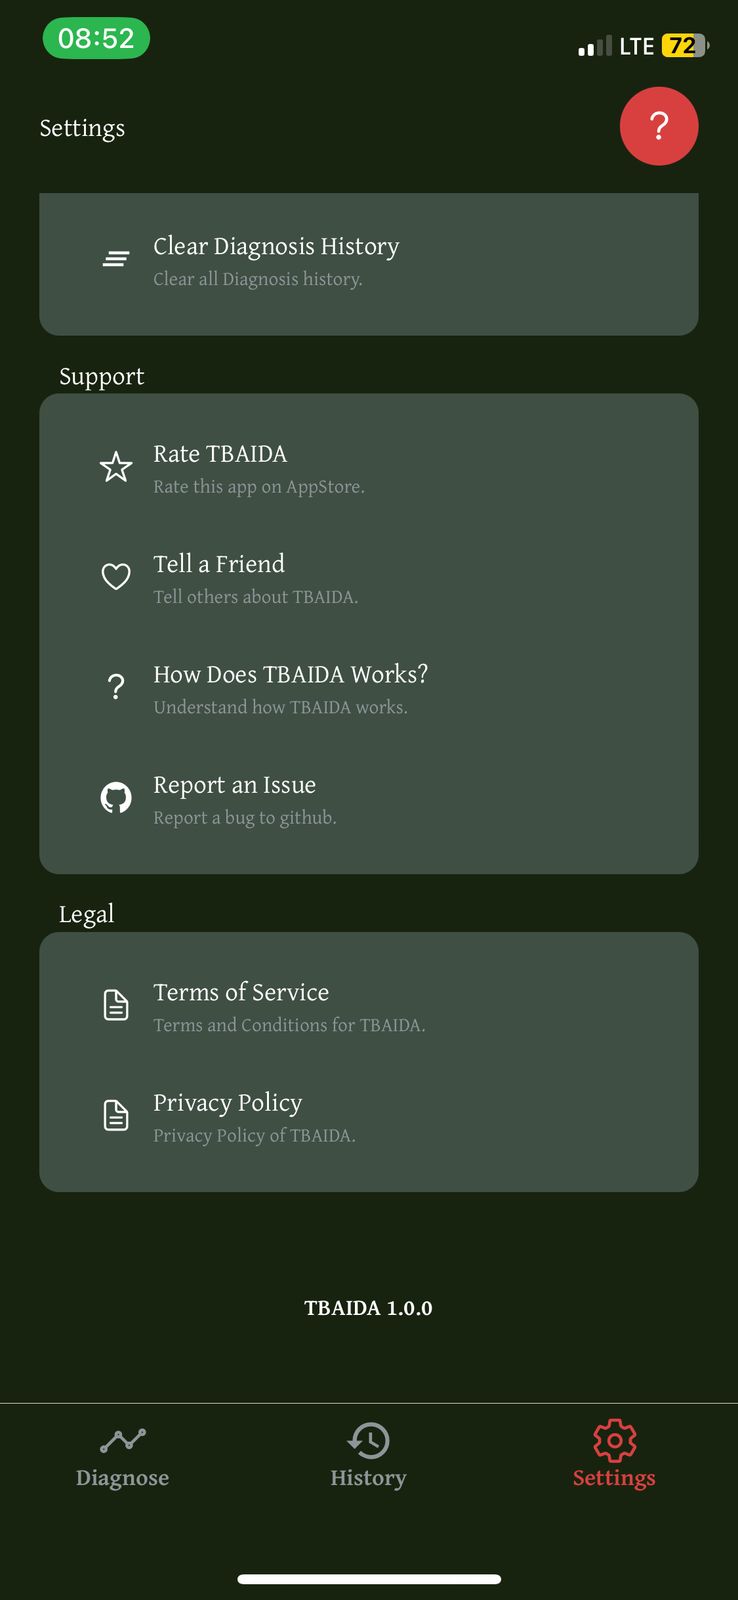 08:52
LTE 72
Settings
?
Clear Diagnosis History
Clear all Diagnosis history.
Support
Rate TBAIDA
Rate this app on AppStore.
Tell a Friend
Tell others about TBAIDA.
?
How Does TBAIDA Works?
Understand how TBAIDA works.
Report an Issue
Report a bug to github.
Legal
Terms of Service
Terms and Conditions for TBAIDA.
Privacy Policy
Privacy Policy of TBAIDA.
TBAIDA 1.0.0
Diagnose
History
Settings